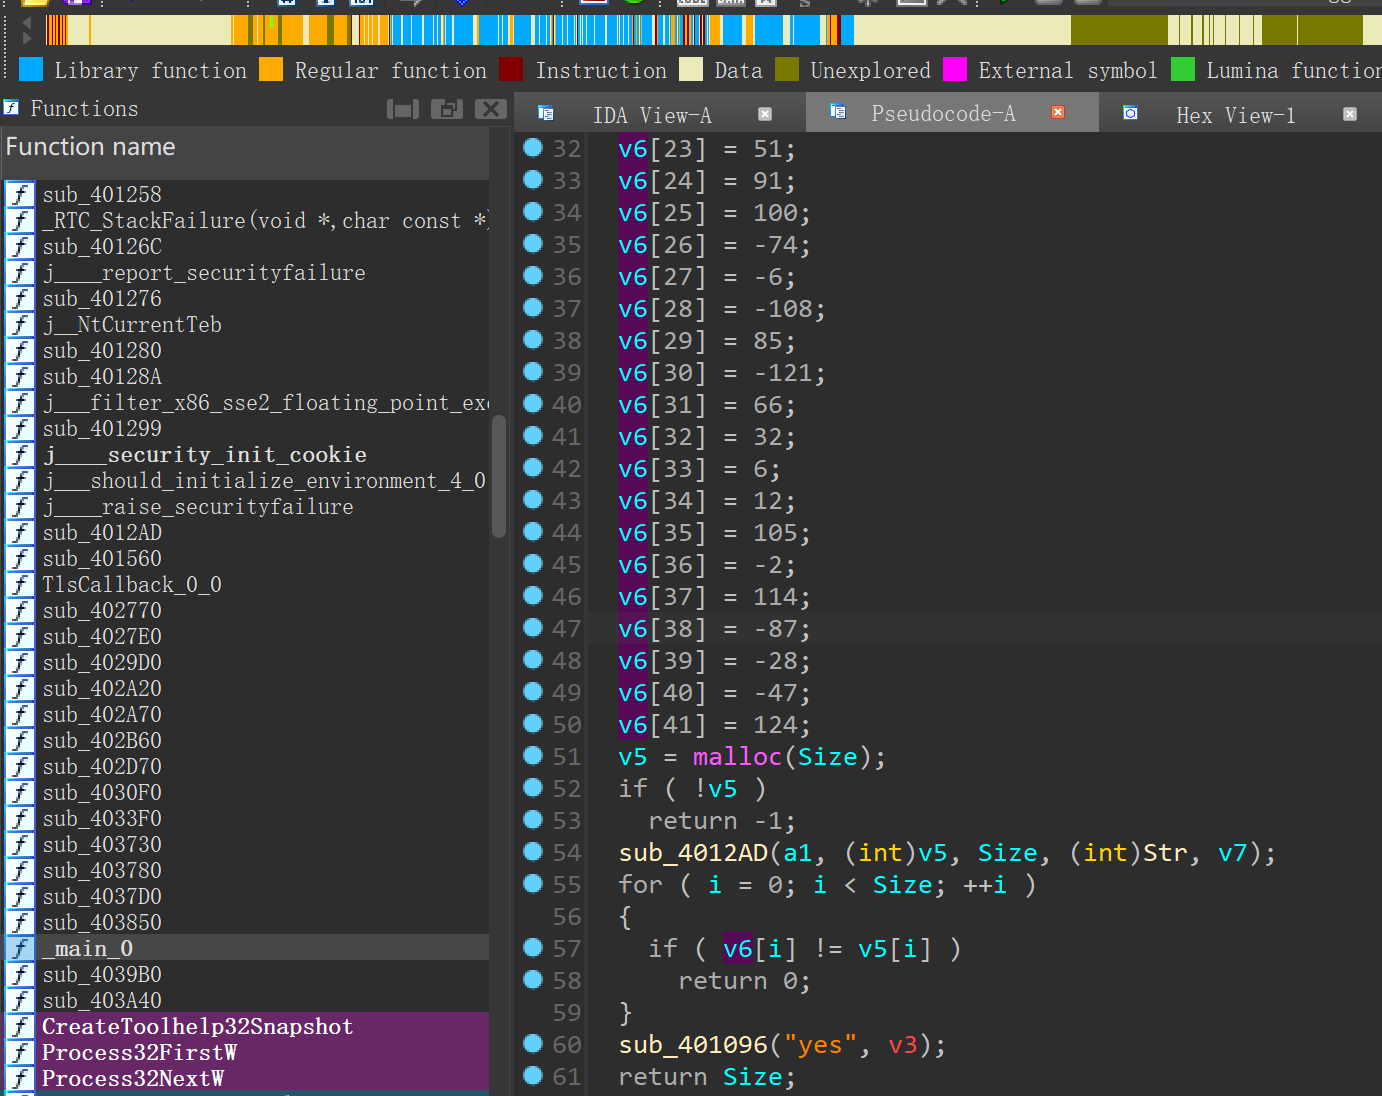 Library function Regular function Instruction Data Unexplored External symbol Lumina function
Functions
Function name
sub_401258
_RTC_StackFailure(void *,char const *)
sub_40126C
j____report_securityfailure
sub_401276
j__NtCurrentTeb
sub_401280
sub_40128A
j___filter_x86_sse2_floating_point_exc
sub_401299
j____security_init_cookie
j___should_initialize_environment_4_0
j____raise_securityfailure
sub_4012AD
sub_401560
TlsCallback_0_0
sub_402770
sub_4027E0
sub_4029D0
sub_402A20
sub_402A70
sub_402B60
sub_402D70
sub_4030F0
sub_4033F0
sub_403730
sub_403780
sub_4037D0
sub_403850
_main_0
sub_4039B0
sub_403A40
CreateToolhelp32Snapshot
Process32FirstW
Process32NextW
IDA View-A Pseudocode-A Hex View-1
32 v6[23] = 51;
33 v6[24] = 91;
34 v6[25] = 100;
35 v6[26] = -74;
36 v6[27] = -6;
37 v6[28] = -108;
38 v6[29] = 85;
39 v6[30] = -121;
40 v6[31] = 66;
41 v6[32] = 32;
42 v6[33] = 6;
43 v6[34] = 12;
44 v6[35] = 105;
45 v6[36] = -2;
46 v6[37] = 114;
47 v6[38] = -87;
48 v6[39] = -28;
49 v6[40] = -47;
50 v6[41] = 124;
51 v5 = malloc(Size);
52 if ( !v5 )
53 return -1;
54 sub_4012AD(a1, (int)v5, Size, (int)Str, v7);
55 for ( i = 0; i < Size; ++i )
56 {
57 if ( v6[i] != v5[i] )
58 return 0;
59 }
60 sub_401096("yes", v3);
61 return Size;